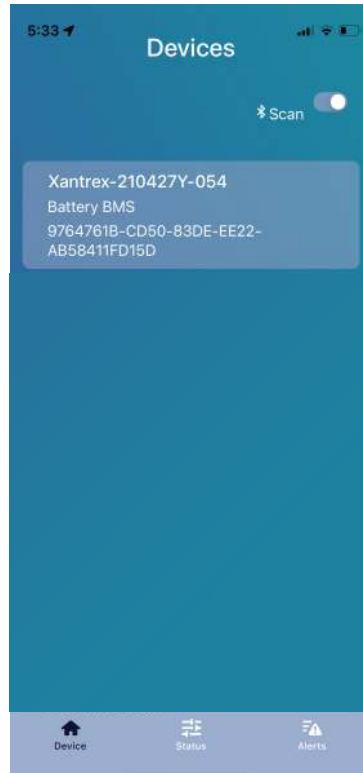 5:33
Devices
Scan
Xantrex-210427Y-054
Battery BMS
9764761B-CD50-83DE-EE22-
AB58411FD15D
Device
Status
Alerts